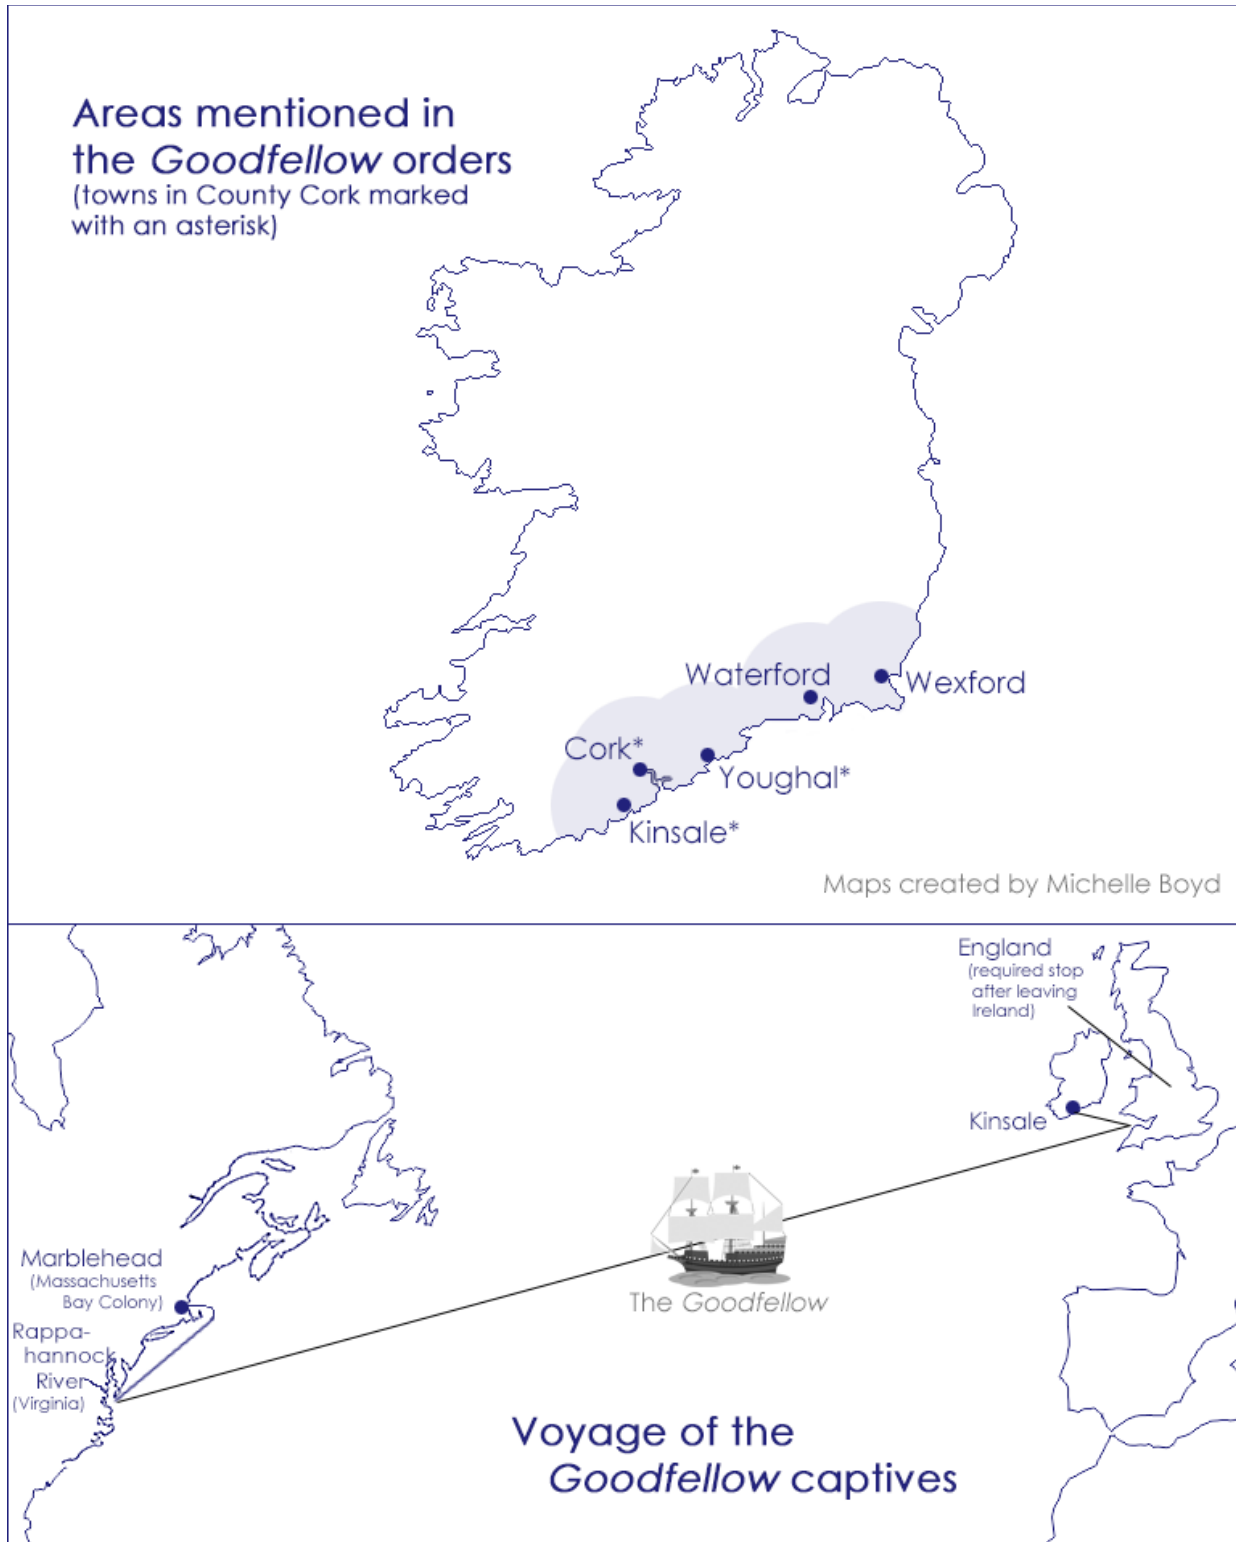 Areas mentioned in
the Goodfellow orders
(towns in County Cork marked
with an asterisk)
Waterford
Wexford
Cork*
Youghal*
Kinsale*
Maps created by Michelle Boyd
England
(required stop
after leaving
Ireland)
Kinsale
Marblehead
(Massachusetts
Bay Colony)
The Goodfellow
Rappa-
hannock
River
(Virginia)
Voyage of the
Goodfellow captives